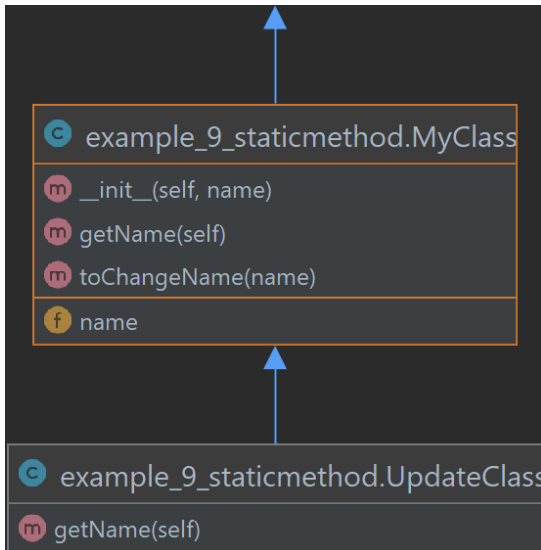 C example_9_staticmethod.MyClass
m __init__(self, name)
m getName(self)
m toChangeName(name)
f name
C example_9_staticmethod.UpdateClass
m getName(self)